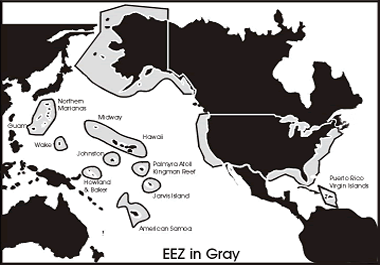 Northern
Marianas
Guam
Midway
Wake
Hawaii
Johnston
Palmyra Atoll
Kingman Reef
Howland
& Baker
Jarvis Island
American Samoa
Puerto Rico
Virgin Islands
EEZ in Gray